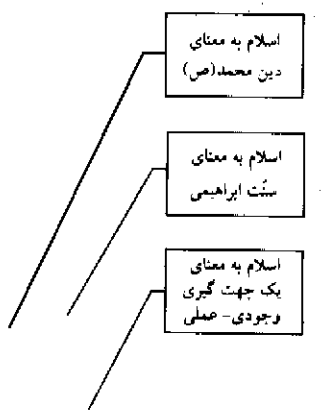 اسلام به معنای
دین محمد(ص)
اسلام به معنای
سنّت ابراهیمی
اسلام به معنای
یک جهت گیری
وجودی- عملی